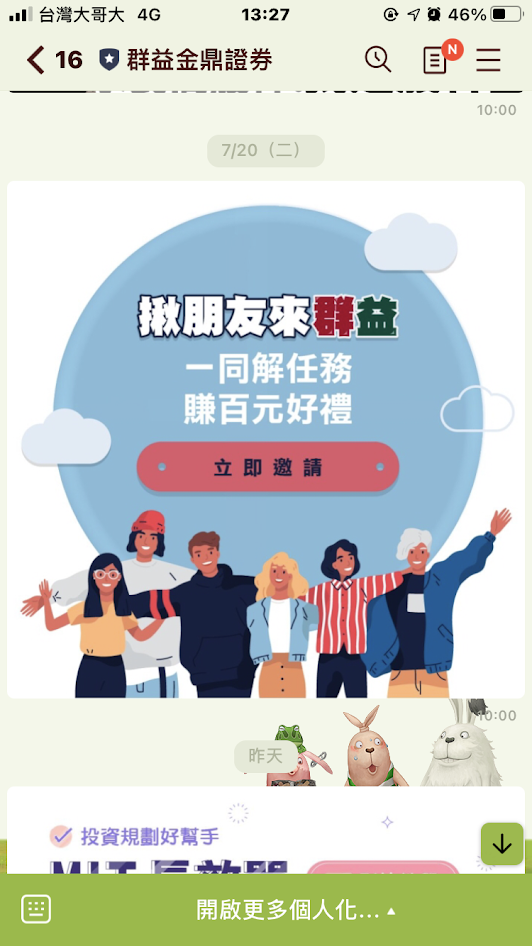 台灣大哥大 4G 13:27 46%
16 群益金鼎證券 N
10:00
7/20（二）
揪朋友來群益
一同解任務
賺百元好禮
立即邀請
10:00
昨天
投資規劃好幫手
開啟更多個人化...